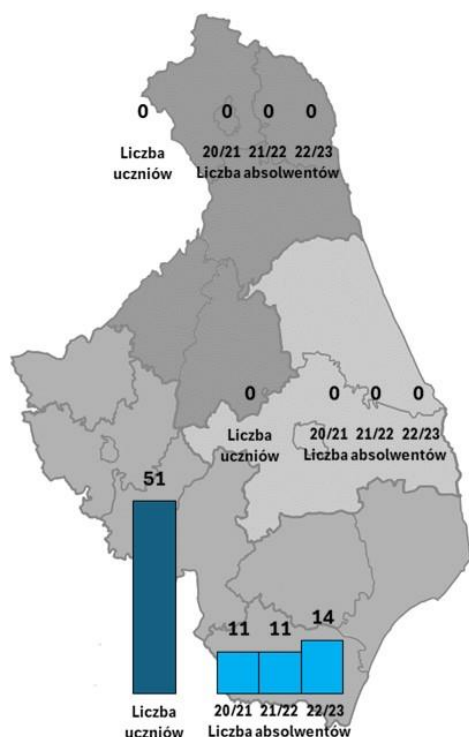 0 0 0 0
Liczba uczniów 20/21 21/22 22/23
Liczba absolwentów
0 0 0 0
Liczba uczniów 20/21 21/22 22/23
Liczba absolwentów
51
11 11 14
Liczba uczniów 20/21 21/22 22/23
Liczba absolwentów